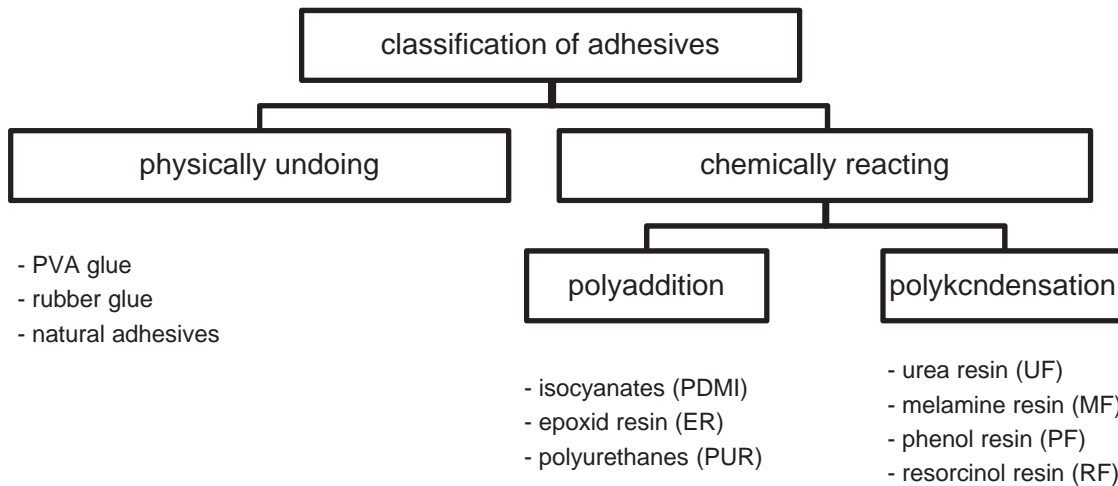 classification of adhesives
physically undoing
chemically reacting
- PVA glue
- rubber glue
- natural adhesives
polyaddition
polykcndensation
- isocyanates (PDMI)
- epoxid resin (ER)
- polyurethanes (PUR)
- urea resin (UF)
- melamine resin (MF)
- phenol resin (PF)
- resorcinol resin (RF)